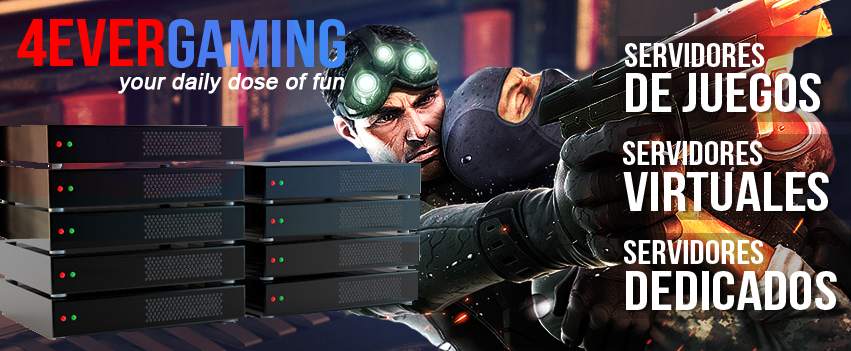 4EVERGAMING
your daily dose of fun
SERVIDORES
DE JUEGOS
SERVIDORES
VIRTUALES
SERVIDORES
DEDICADOS